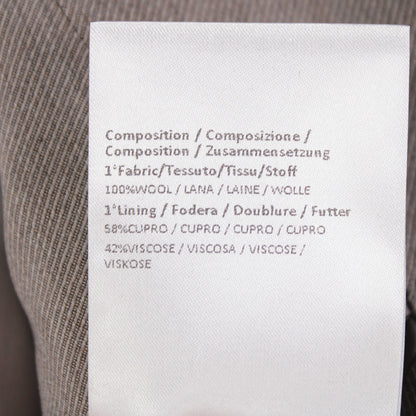 Composition / Composizione /
Composition / Zusammensetzung
1°Fabric/Tessuto/Tissu/Stoff
100%WOOL / LANA / LAINE / WOLLE
1°Lining / Fodera / Doublure / Futter
58%CUPRO / CUPRO / CUPRO / CUPRO
42%VISCOSE / VISCOSA / VISCOSE /
VISKOSE